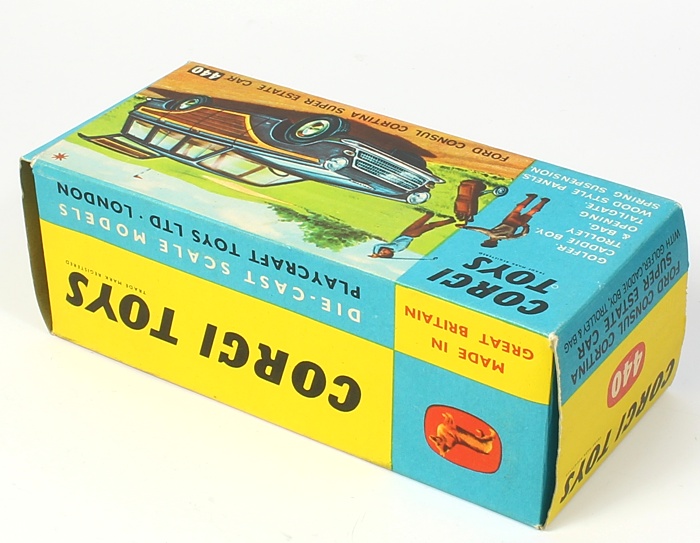 440
FORD CONSUL CORTINA SUPER ESTATE CAR
CORGI
TOYS
GOLFER,
CADDIE BOY,
TROLLEY
& BAG.
OPENING
TAILGATE
WOOD STYLE PANELS
SPRING SUSPENSION
PLAYCRAFT TOYS LTD · LONDON
DIE-CAST SCALE MODELS
CORGI TOYS
TRADE MARK REGISTERED
MADE IN
GREAT BRITAIN
CORGI TOYS
440
FORD CONSUL CORTINA
SUPER ESTATE CAR
WITH GOLFER, CADDIE BOY, TROLLEY & BAG